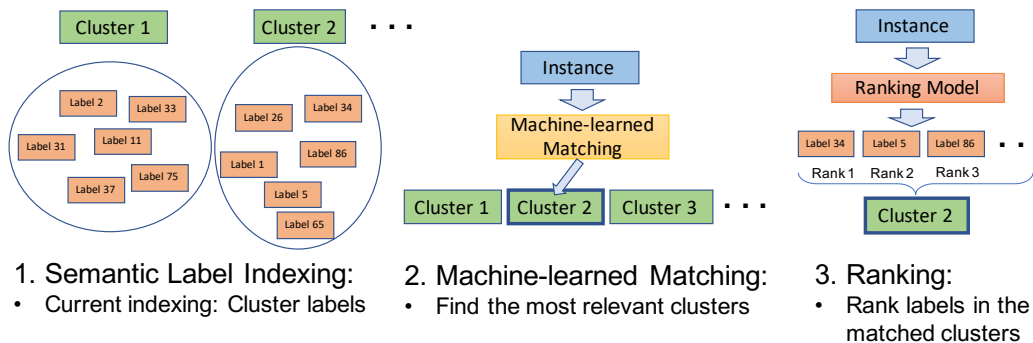 Cluster 1
Label 2
Label 33
Label 31
Label 11
Label 37
Label 75
Cluster 2
. . .
Label 26
Label 34
Label 1
Label 86
Label 5
Label 65
1. Semantic Label Indexing:
• Current indexing: Cluster labels
Instance
Machine-learned
Matching
Cluster 1 Cluster 2 Cluster 3 . . .
2. Machine-learned Matching:
• Find the most relevant clusters
Instance
Ranking Model
Label 34 Label 5 Label 86 . .
Rank 1 Rank 2 Rank 3
Cluster 2
3. Ranking:
• Rank labels in the
matched clusters